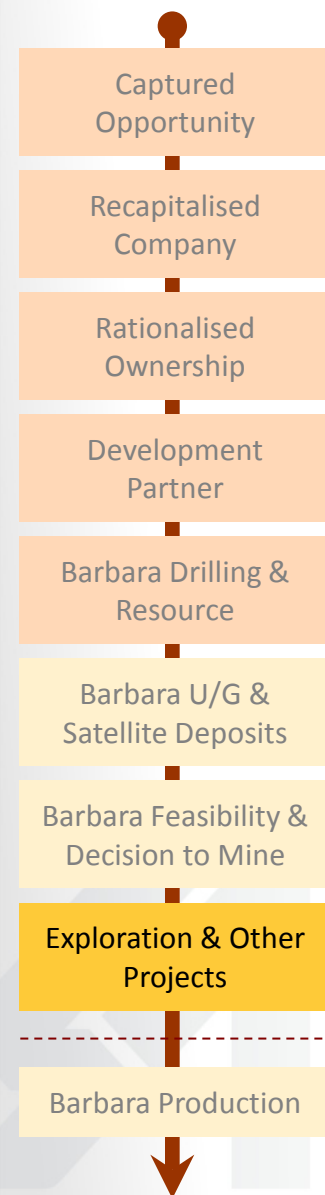 Captured
Opportunity
Recapitalised
Company
Rationalised
Ownership
Development
Partner
Barbara Drilling &
Resource
Barbara U/G &
Satellite Deposits
Barbara Feasibility &
Decision to Mine
Exploration & Other
Projects
Barbara Production